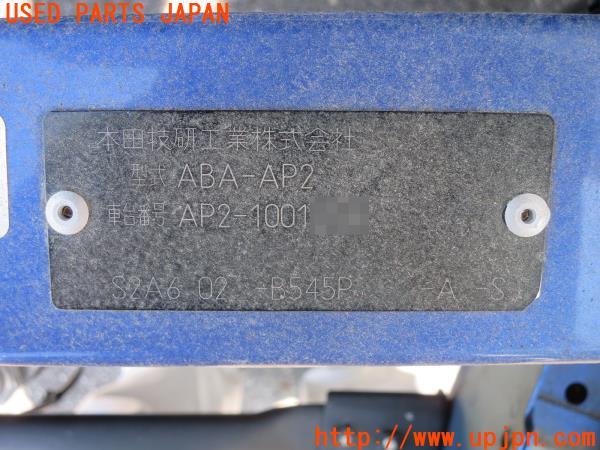 USED PARTS JAPAN
本田技研工業株式会社
型式 ABA-AP2
車台番号 AP2-1001
S2A6 02 -B545P -A -S
http://www.upjpn.com